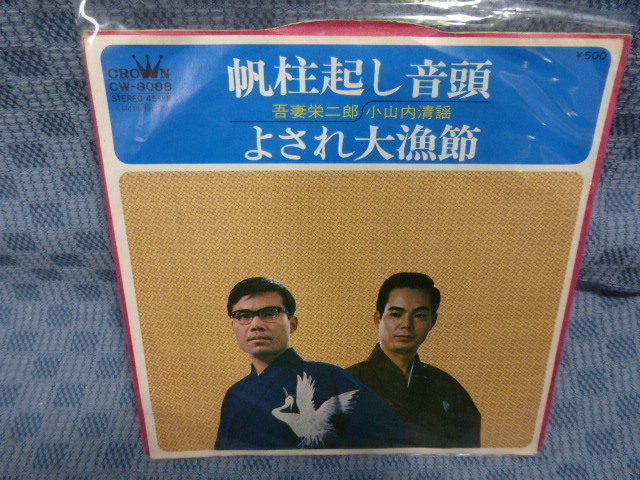 CROWN
CW-8088
STEREO 45
¥500
帆柱起し音頭
吾妻栄二郎/小山内清謡
よされ大漁節